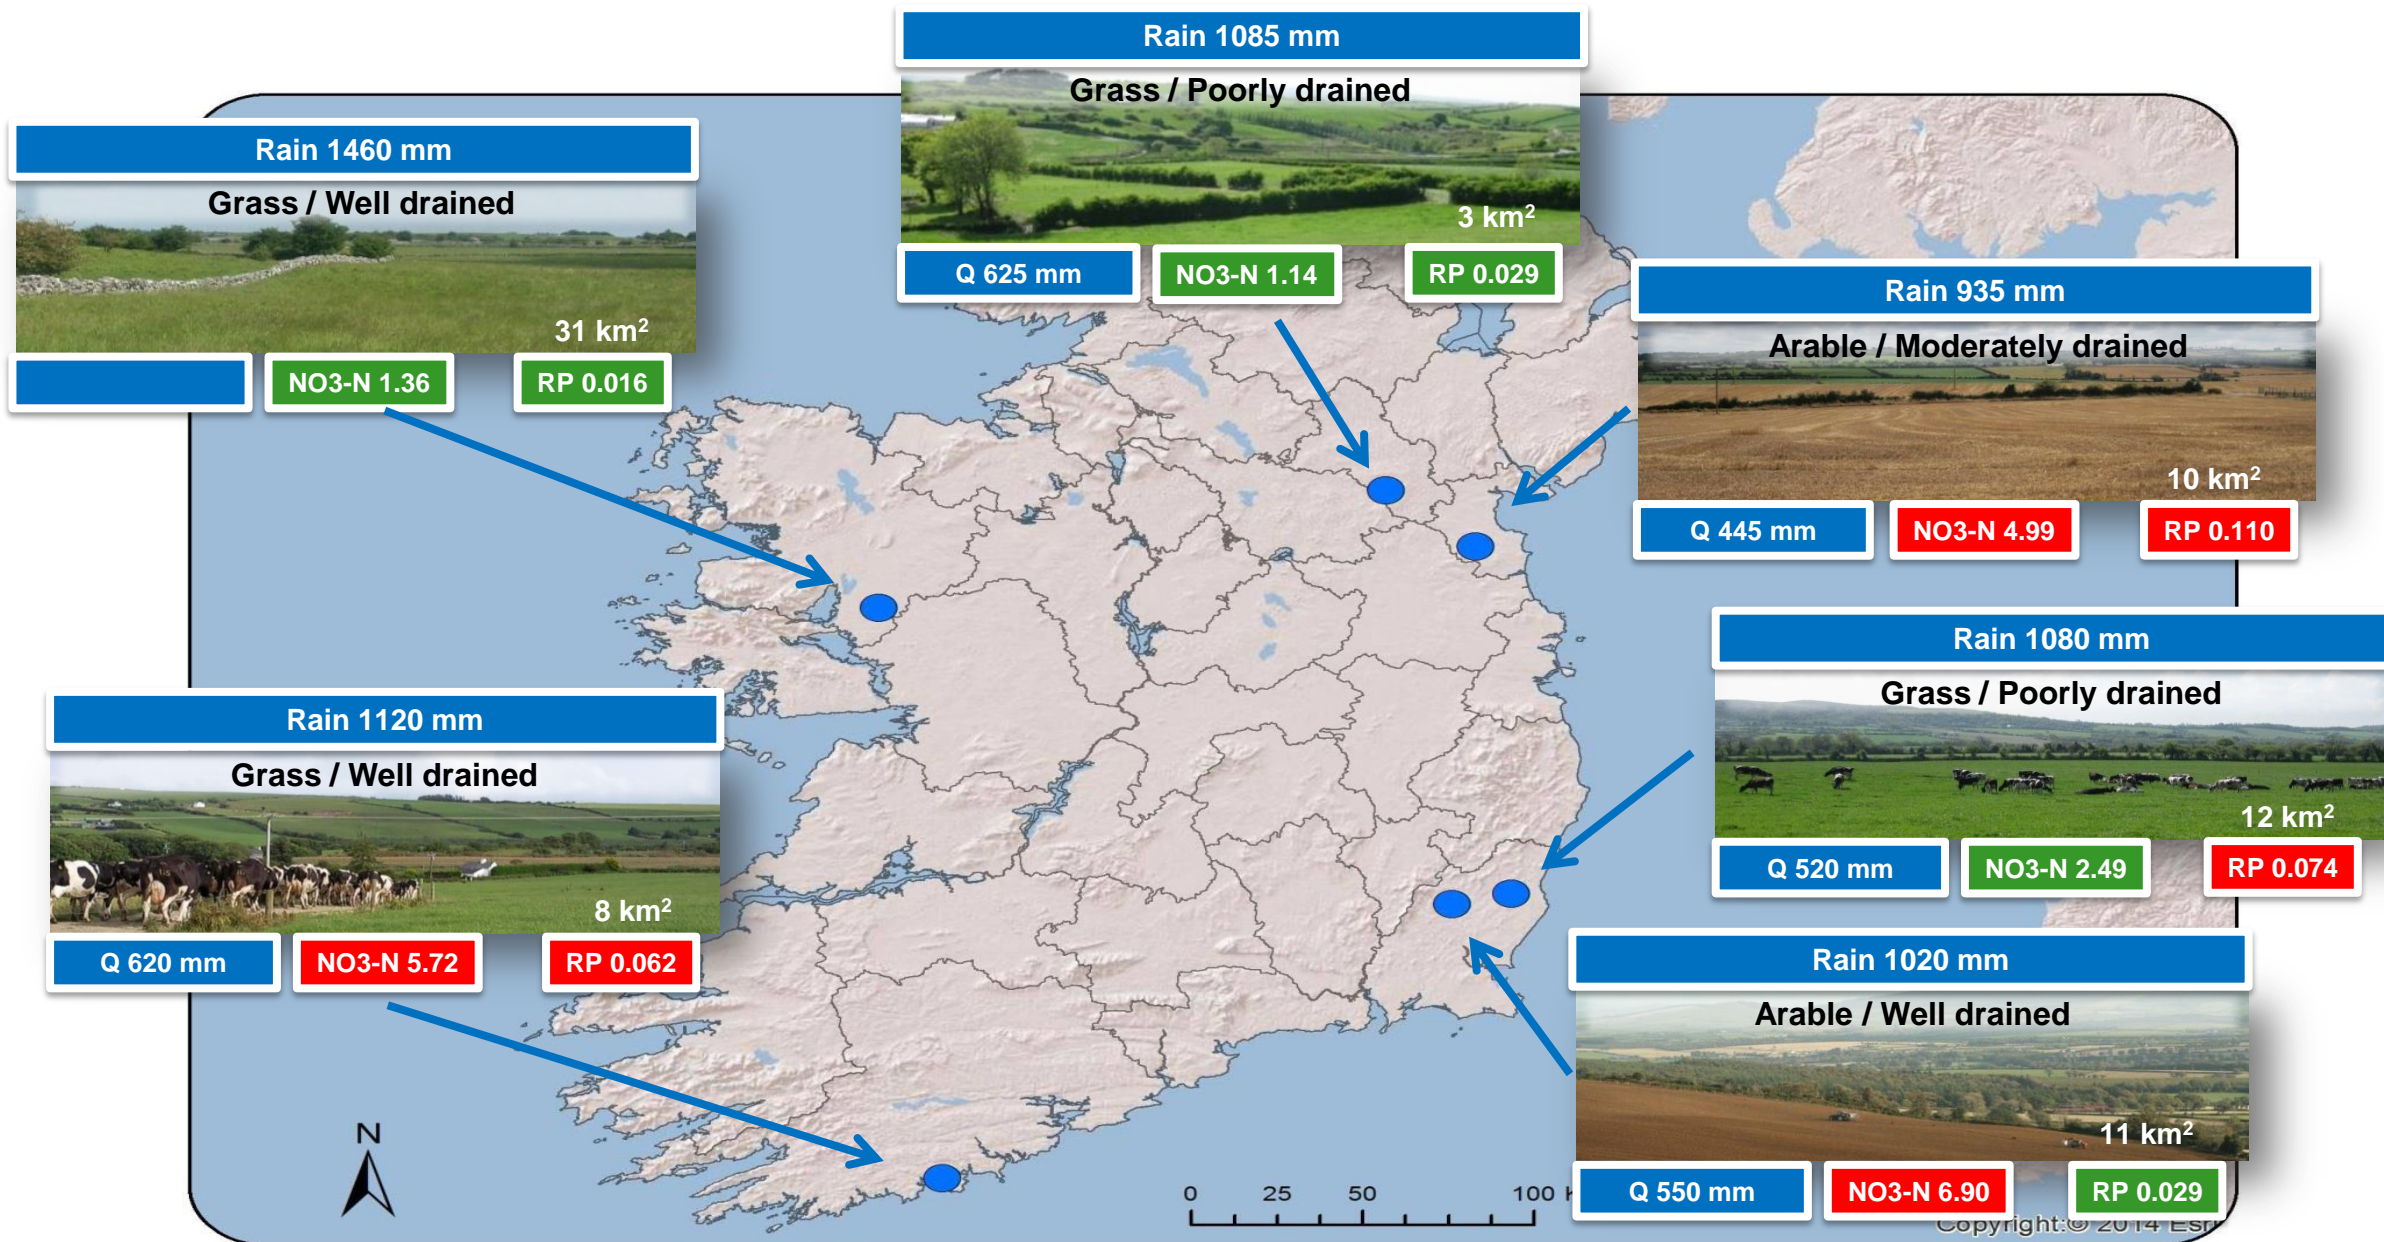 Rain 1085 mm
Grass / Poorly drained
3 km²
Q 625 mm
NO3-N 1.14
RP 0.029
Rain 1460 mm
Grass / Well drained
31 km²
NO3-N 1.36
RP 0.016
Rain 935 mm
Arable / Moderately drained
10 km²
Q 445 mm
NO3-N 4.99
RP 0.110
Rain 1080 mm
Grass / Poorly drained
12 km²
Q 520 mm
NO3-N 2.49
RP 0.074
Rain 1120 mm
Grass / Well drained
8 km²
Q 620 mm
NO3-N 5.72
RP 0.062
Rain 1020 mm
Arable / Well drained
11 km²
Q 550 mm
NO3-N 6.90
RP 0.029
N
0 25 50 100
Copyright:© 2014 Esri